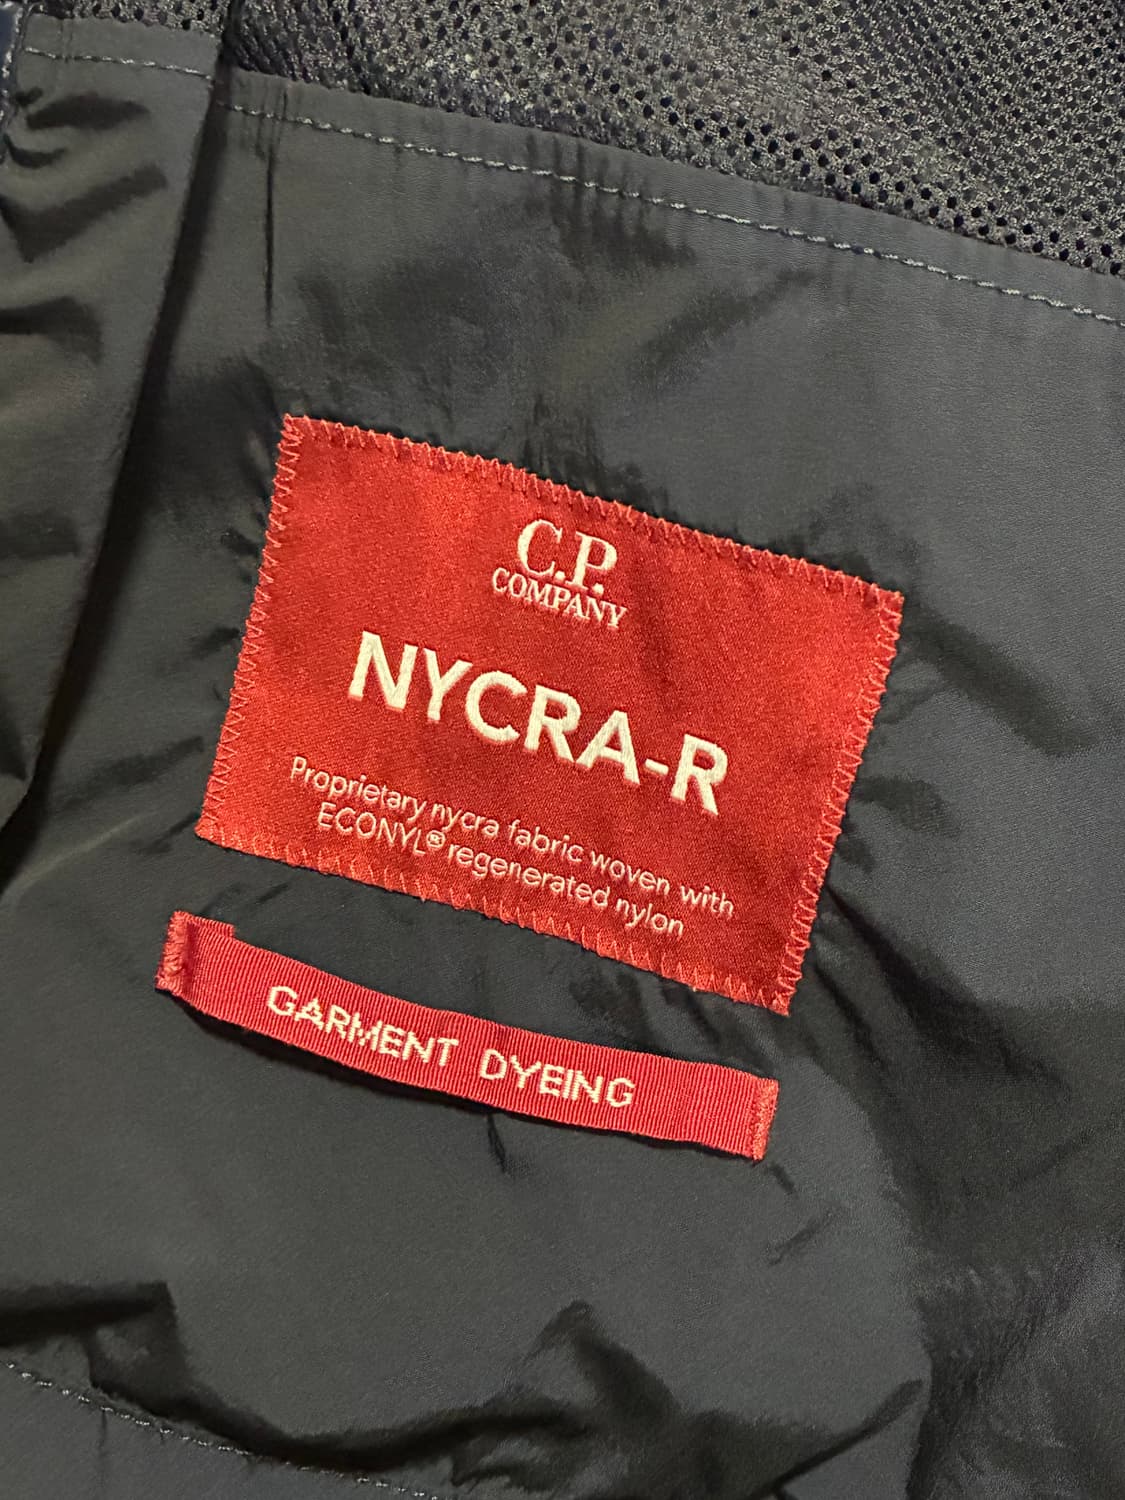 C.P.
COMPANY
NYCRA-R
Proprietary nycra fabric woven with
ECONYL® regenerated nylon
GARMENT DYEING